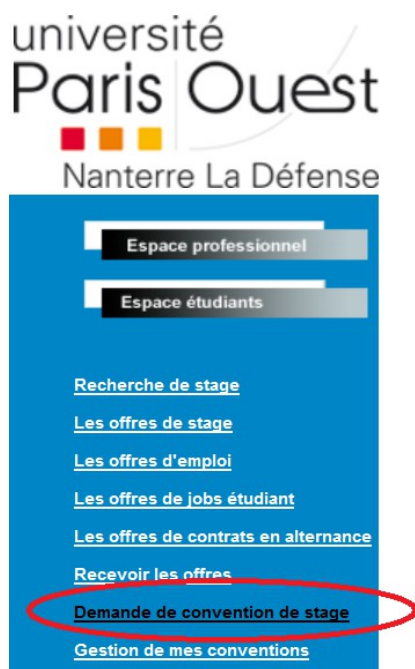 université
Paris Ouest
Nanterre La Défense
Espace professionnel
Espace étudiants
Recherche de stage
Les offres de stage
Les offres d'emploi
Les offres de jobs étudiant
Les offres de contrats en alternance
Recevoir les offres
Demande de convention de stage
Gestion de mes conventions